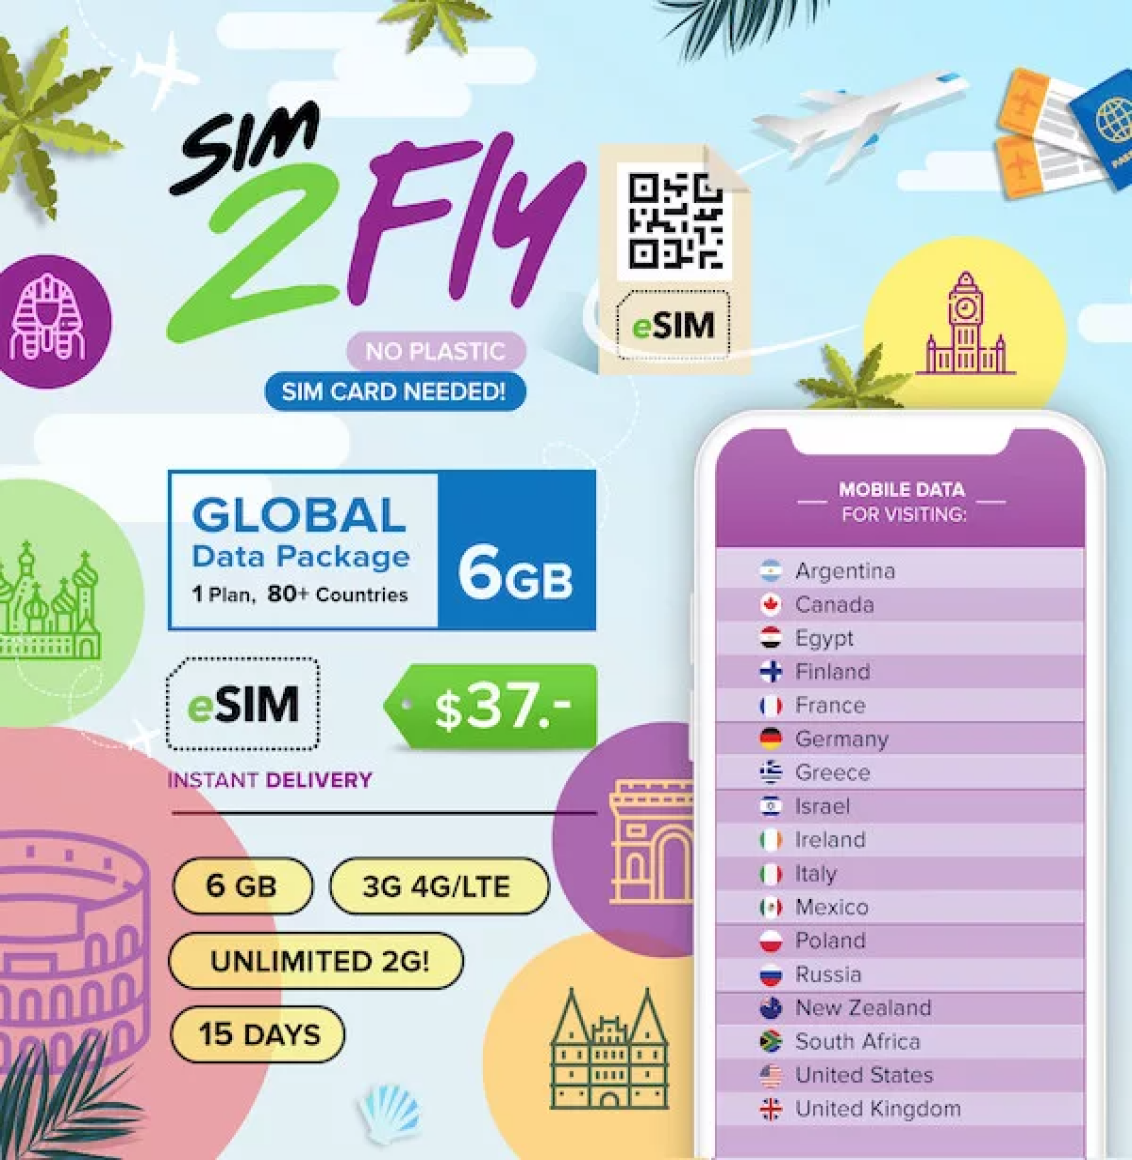 SIM
2Fly
eSIM
NO PLASTIC
SIM CARD NEEDED!
GLOBAL
Data Package
1 Plan, 80+ Countries
6GB
eSIM
$37.-
INSTANT DELIVERY
6 GB
3G 4G/LTE
UNLIMITED 2G!
15 DAYS
MOBILE DATA
FOR VISITING:
Argentina
Canada
Egypt
Finland
France
Germany
Greece
Israel
Ireland
Italy
Mexico
Poland
Russia
New Zealand
South Africa
United States
United Kingdom